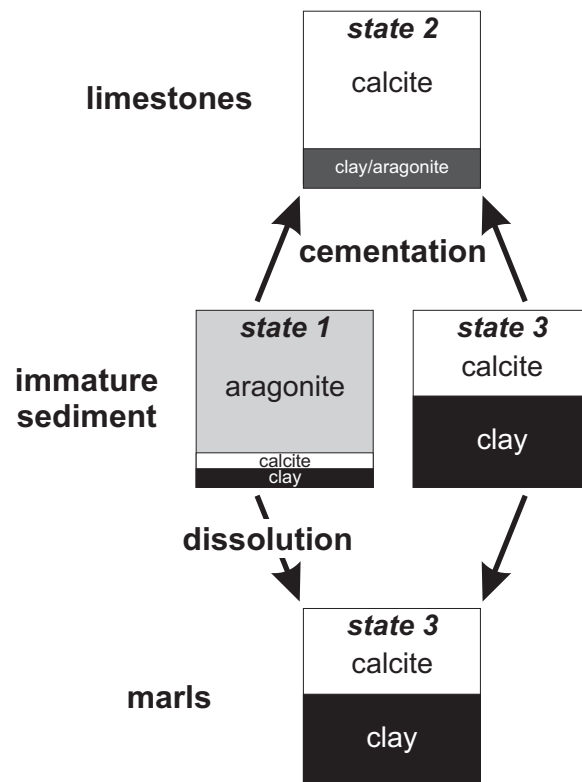 state 2
calcite
limestones
clay/aragonite
cementation
state 1
state 3
calcite
aragonite
immature
sediment
clay
calcite
clay
dissolution
state 3
calcite
marls
clay